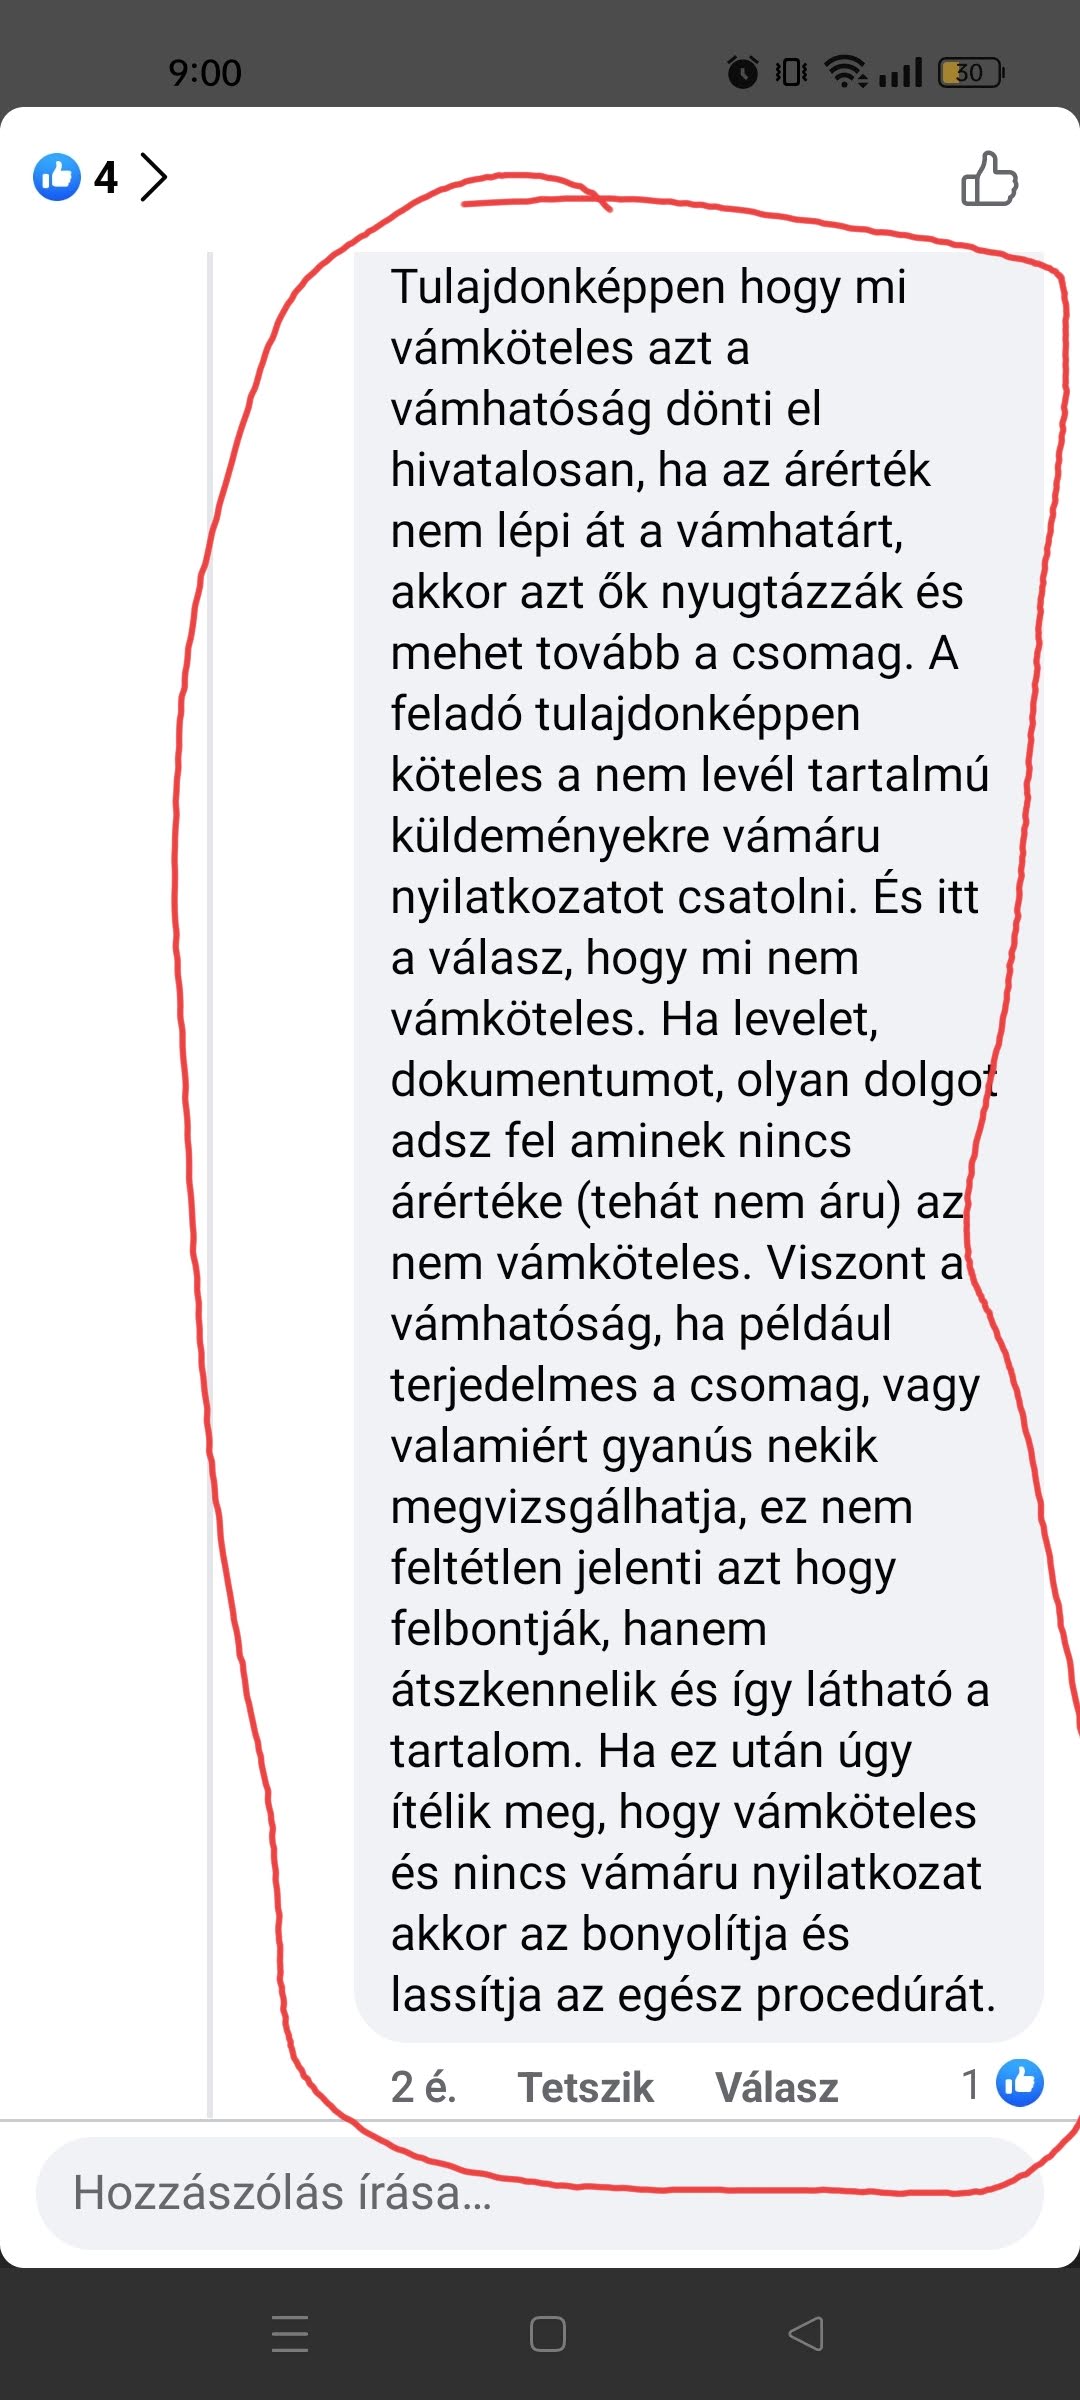 9:00
30
4
Tulajdonképpen hogy mi
vámköteles azt a
vámhatóság dönti el
hivatalosan, ha az árérték
nem lépi át a vámhatárt,
akkor azt ők nyugtázzák és
mehet tovább a csomag. A
feladó tulajdonképpen
köteles a nem levél tartalmú
küldeményekre vámáru
nyilatkozatot csatolni. És itt
a válasz, hogy mi nem
vámköteles. Ha levelet,
dokumentumot, olyan dolgot
adsz fel aminek nincs
árértéke (tehát nem áru) az
nem vámköteles. Viszont a
vámhatóság, ha például
terjedelmes a csomag, vagy
valamiért gyanús nekik
megvizsgálhatja, ez nem
feltétlen jelenti azt hogy
felbontják, hanem
átszkennelik és így látható a
tartalom. Ha ez után úgy
ítélik meg, hogy vámköteles
és nincs vámáru nyilatkozat
akkor az bonyolítja és
lassítja az egész procedúrát.
2 é. Tetszik Válasz 1
Hozzászólás írása...